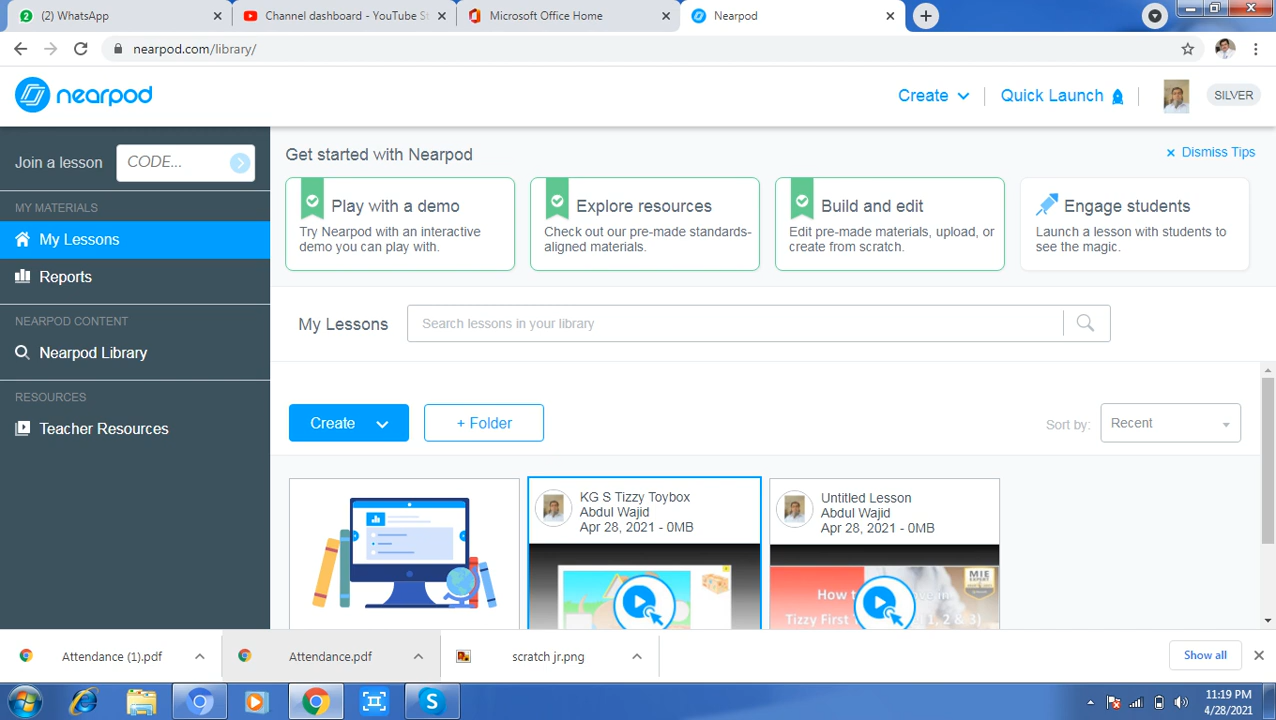 (2) WhatsApp
Channel dashboard - YouTube St
Microsoft Office Home
Nearpod
nearpod.com/library/
nearpod
Create
Quick Launch
SILVER
Join a lesson
CODE...
Get started with Nearpod
Dismiss Tips
MY MATERIALS
My Lessons
Reports
NEARPOD CONTENT
Nearpod Library
RESOURCES
Teacher Resources
Play with a demo
Try Nearpod with an interactive
demo you can play with.
Explore resources
Check out our pre-made standards-
aligned materials.
Build and edit
Edit pre-made materials, upload, or
create from scratch.
Engage students
Launch a lesson with students to
see the magic.
My Lessons
Search lessons in your library
Create
+ Folder
Sort by:
Recent
KG S Tizzy Toybox
Abdul Wajid
Apr 28, 2021 - 0MB
Untitled Lesson
Abdul Wajid
Apr 28, 2021 - 0MB
MIE
EXPERT
How
in
Tizzy First
1, 2 & 3)
Attendance (1).pdf
Attendance.pdf
scratch jr.png
Show all
11:19 PM
4/28/2021